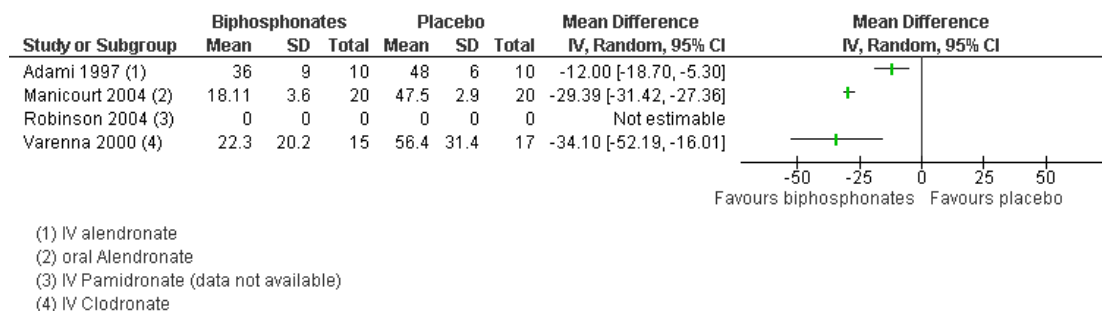 Biphosphonates Placebo Mean Difference Mean Difference
Study or Subgroup Mean SD Total Mean SD Total IV, Random, 95% CI IV, Random, 95% CI
Adami 1997 (1) 36 9 10 48 6 10 -12.00 [-18.70, -5.30]
Manicourt 2004 (2) 18.11 3.6 20 47.5 2.9 20 -29.39 [-31.42, -27.36]
Robinson 2004 (3) 0 0 0 0 0 0 Not estimable
Varenna 2000 (4) 22.3 20.2 15 56.4 31.4 17 -34.10 [-52.19, -16.01]
-50 -25 0 25 50
Favours biphosphonates Favours placebo
(1) IV alendronate
(2) oral Alendronate
(3) IV Pamidronate (data not available)
(4) IV Clodronate